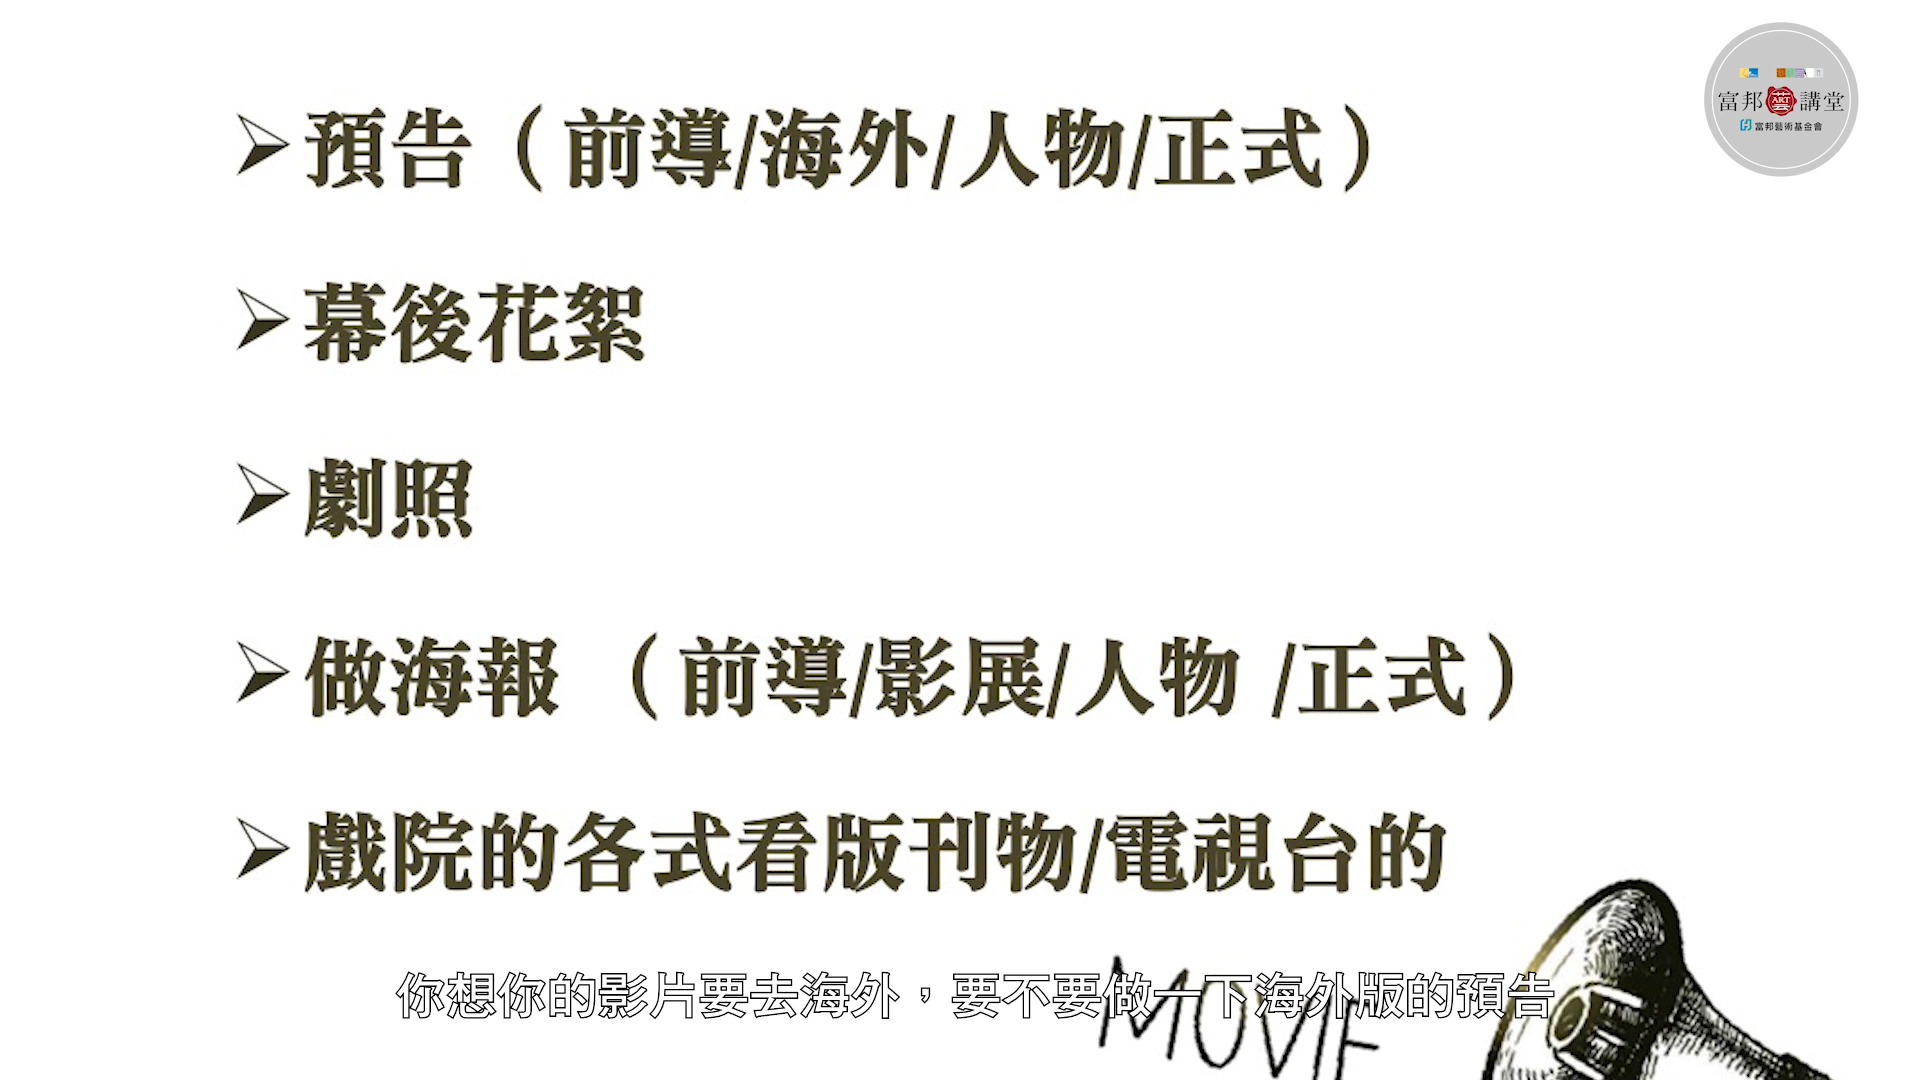 富邦藝講堂
ART
富邦藝術基金會
預告（前導/海外/人物/正式）
幕後花絮
劇照
做海報 （前導/影展/人物 /正式）
戲院的各式看版刊物/電視台的
你想你的影片要去海外，要不要做一下海外版的預告
MOVIE